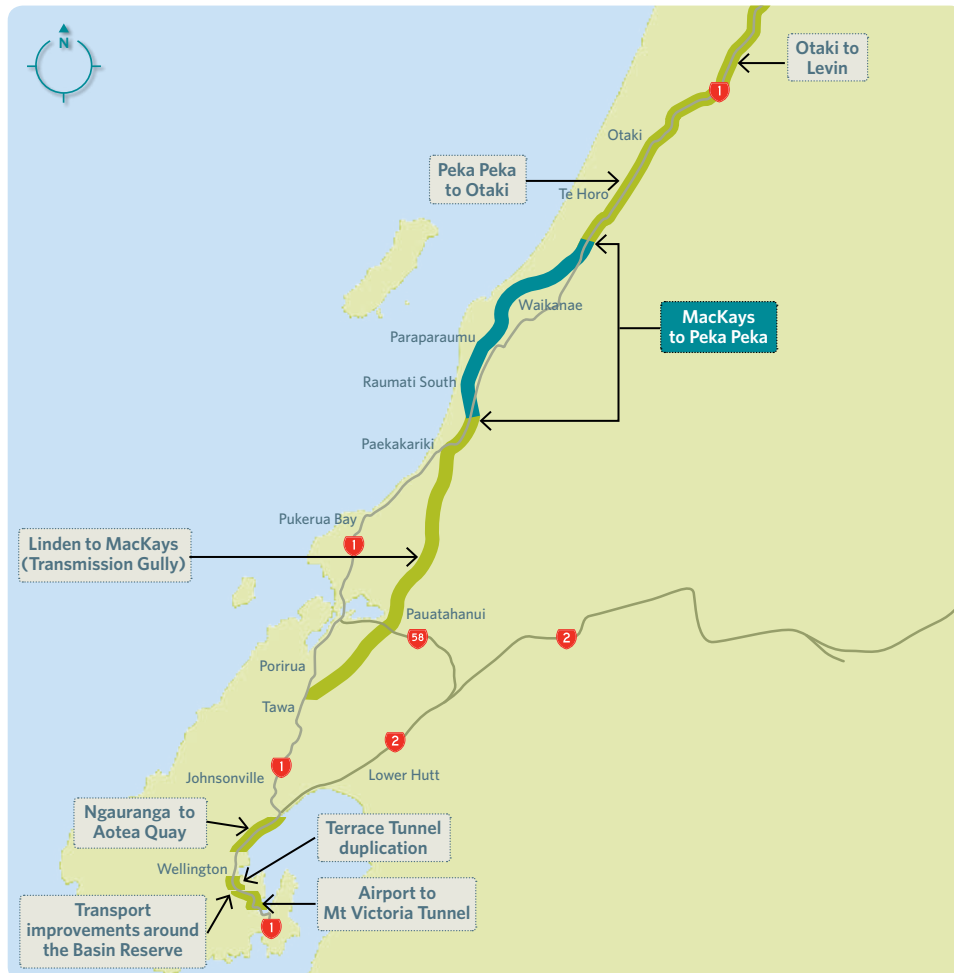 N
Otaki to
Levin
1
Otaki
Peka Peka
to Otaki
Te Horo
Waikanae
MacKays
to Peka Peka
Paraparaumu
Raumati South
Paekakariki
Pukerua Bay
1
Linden to MacKays
(Transmission Gully)
Pauatahanui
58
2
Porirua
Tawa
2
1
Johnsonville
Lower Hutt
Ngauranga to
Aotea Quay
Terrace Tunnel
duplication
Wellington
Airport to
Mt Victoria Tunnel
Transport
improvements around
the Basin Reserve
1